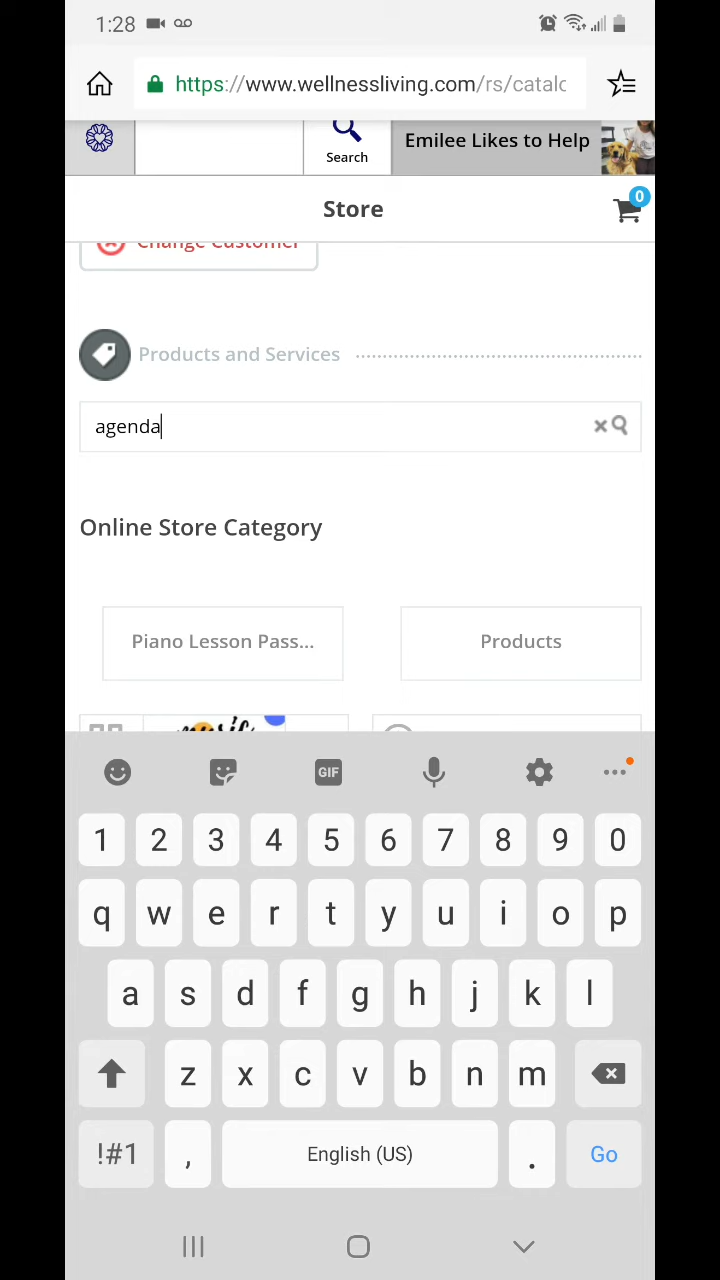 1:28
https://www.wellnessliving.com/rs/catalc
Search
Emilee Likes to Help
Store
0
Change Customer
Products and Services
agenda
Online Store Category
Piano Lesson Pass...
Products
music
GIF
1 2 3 4 5 6 7 8 9 0
q w e r t y u i o p
a s d f g h j k l
z x c v b n m
!#1 , English (US) . Go